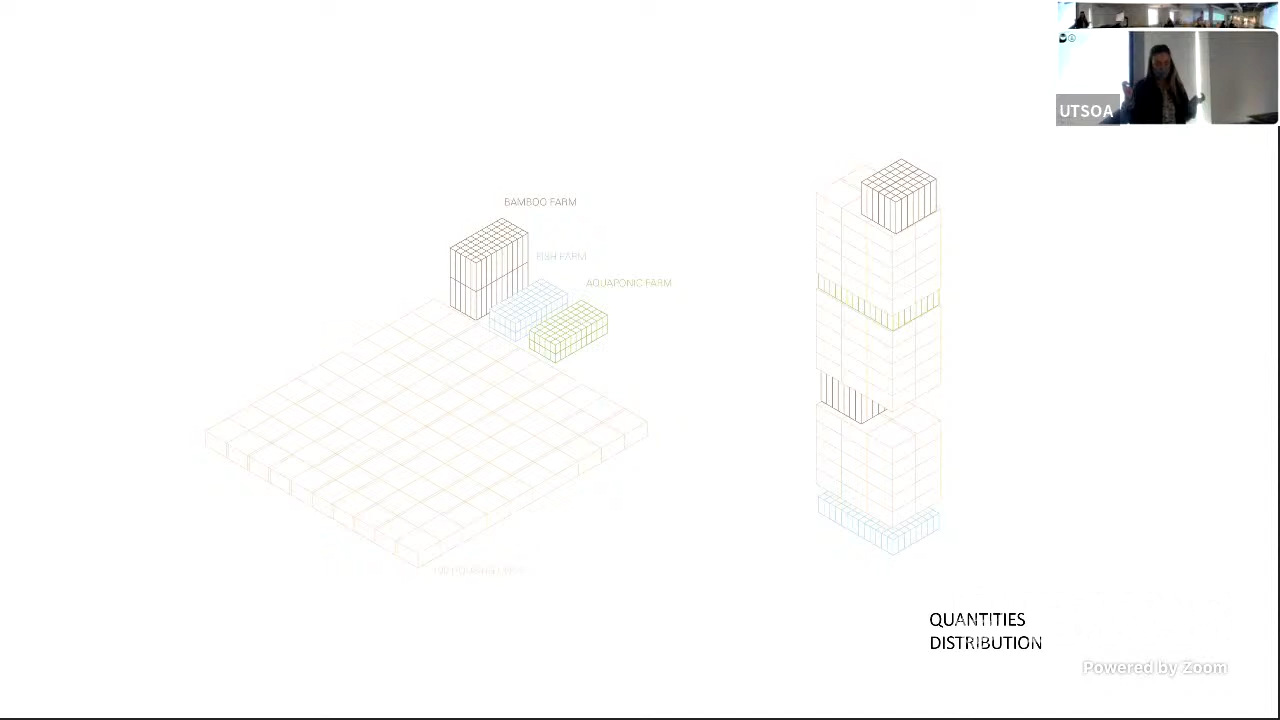 UTSOA
BAMBOO FARM
FISH FARM
AQUAPONIC FARM
QUANTITIES
DISTRIBUTION
Powered by Zoom